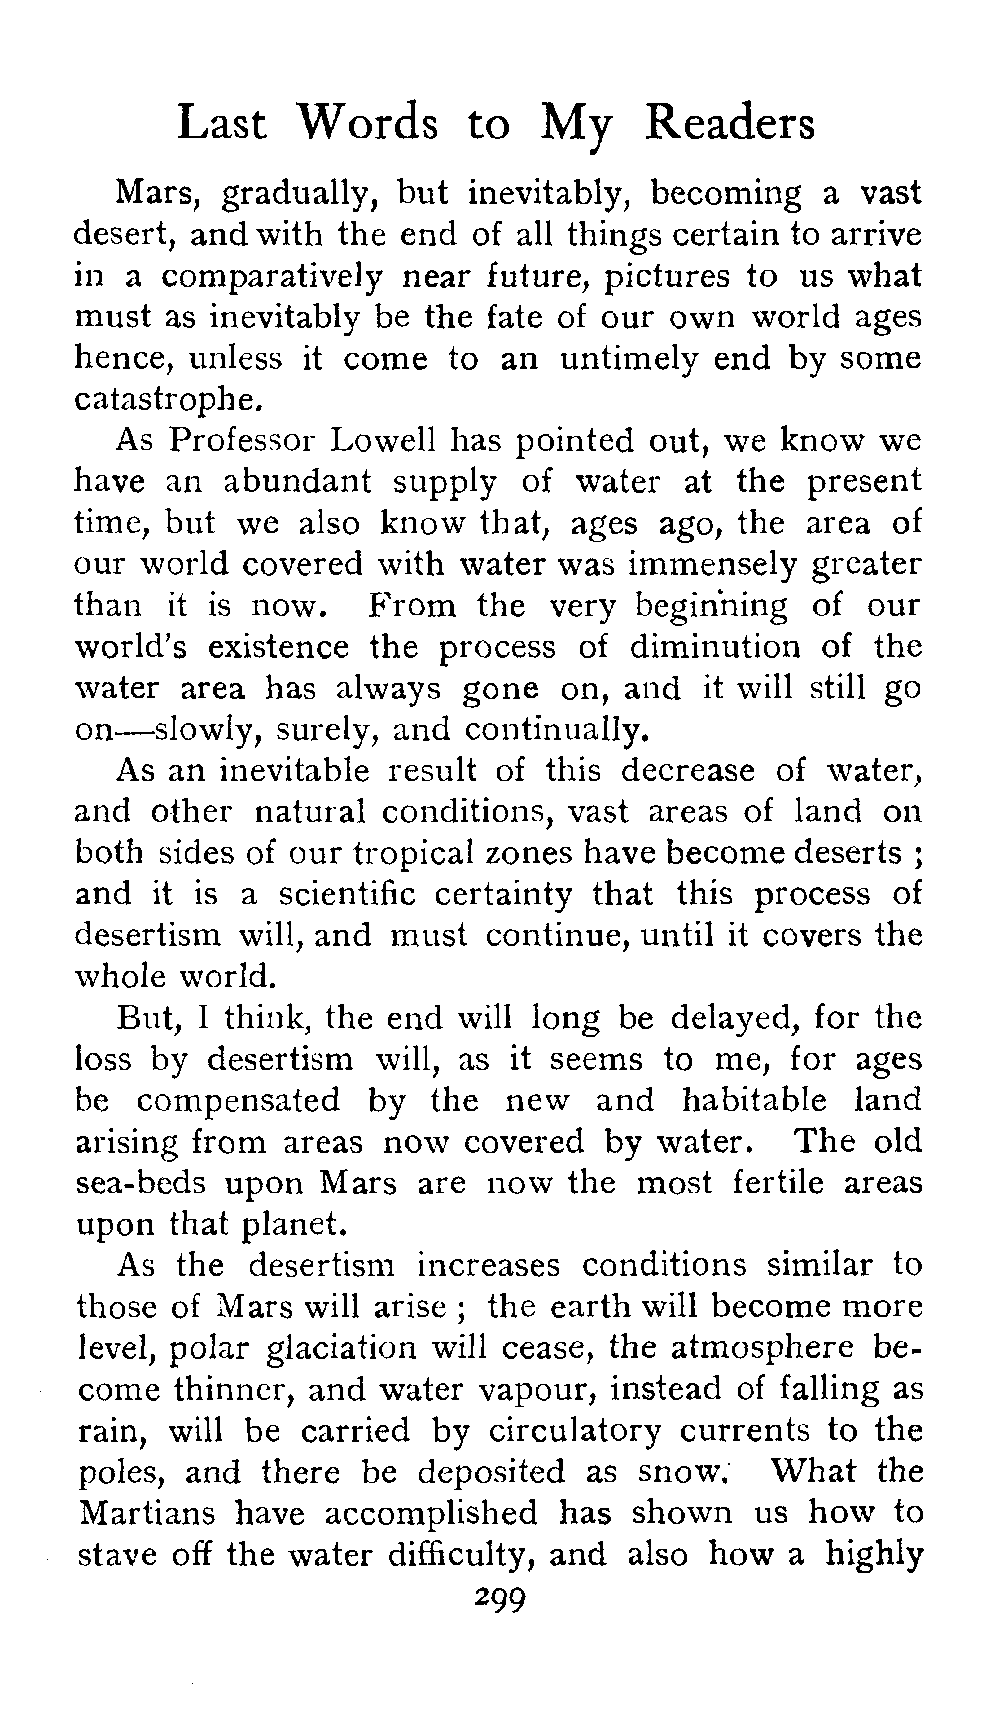 Last Words to My Readers
Mars, gradually, but inevitably, becoming a vast
desert, and with the end of all things certain to arrive
in a comparatively near future, pictures to us what
must as inevitably be the fate of our own world ages
hence, unless it come to an untimely end by some
catastrophe.
As Professor Lowell has pointed out, we know we
have an abundant supply of water at the present
time, but we also know that, ages ago, the area of
our world covered with water was immensely greater
than it is now. From the very beginning of our
world's existence the process of diminution of the
water area has always gone on, and it will still go
on—slowly, surely, and continually.
As an inevitable result of this decrease of water,
and other natural conditions, vast areas of land on
both sides of our tropical zones have become deserts ;
and it is a scientific certainty that this process of
desertism will, and must continue, until it covers the
whole world.
But, I think, the end will long be delayed, for the
loss by desertism will, as it seems to me, for ages
be compensated by the new and habitable land
arising from areas now covered by water. The old
sea-beds upon Mars are now the most fertile areas
upon that planet.
As the desertism increases conditions similar to
those of Mars will arise ; the earth will become more
level, polar glaciation will cease, the atmosphere be-
come thinner, and water vapour, instead of falling as
rain, will be carried by circulatory currents to the
poles, and there be deposited as snow. What the
Martians have accomplished has shown us how to
stave off the water difficulty, and also how a highly
299